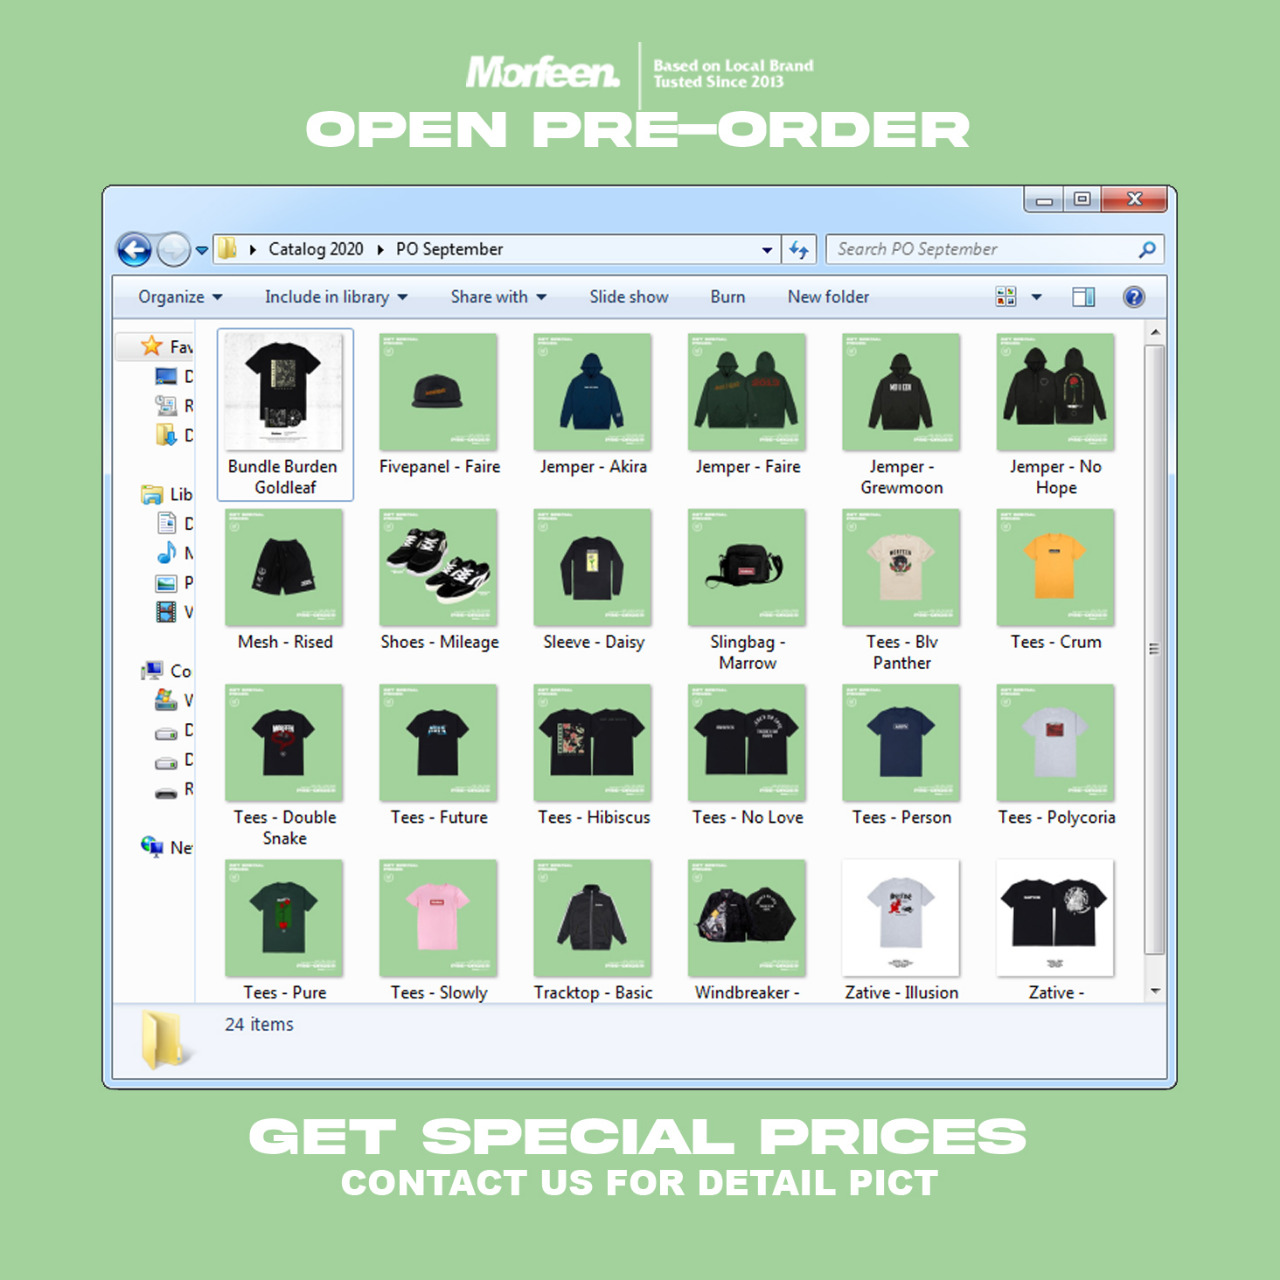 Morfeen.
Based on Local Brand
Tusted Since 2013
OPEN PRE-ORDER
Catalog 2020
PO September
Search PO September
Organize
Include in library
Share with
Slide show
Burn
New folder
Fav
D
R
D
Lib
D
M
P
V
Co
W
D
D
R
Ne
Bundle Burden
Goldleaf
Fivepanel - Faire
Jemper - Akira
Jemper - Faire
Jemper -
Grewmoon
Jemper - No
Hope
Mesh - Rised
Shoes - Mileage
Sleeve - Daisy
Slingbag -
Marrow
Tees - Blv
Panther
Tees - Crum
Tees - Double
Snake
Tees - Future
Tees - Hibiscus
Tees - No Love
Tees - Person
Tees - Polycoria
Tees - Pure
Tees - Slowly
Tracktop - Basic
Windbreaker -
Zative - Illusion
Zative -
24 items
GET SPECIAL PRICES
CONTACT US FOR DETAIL PICT